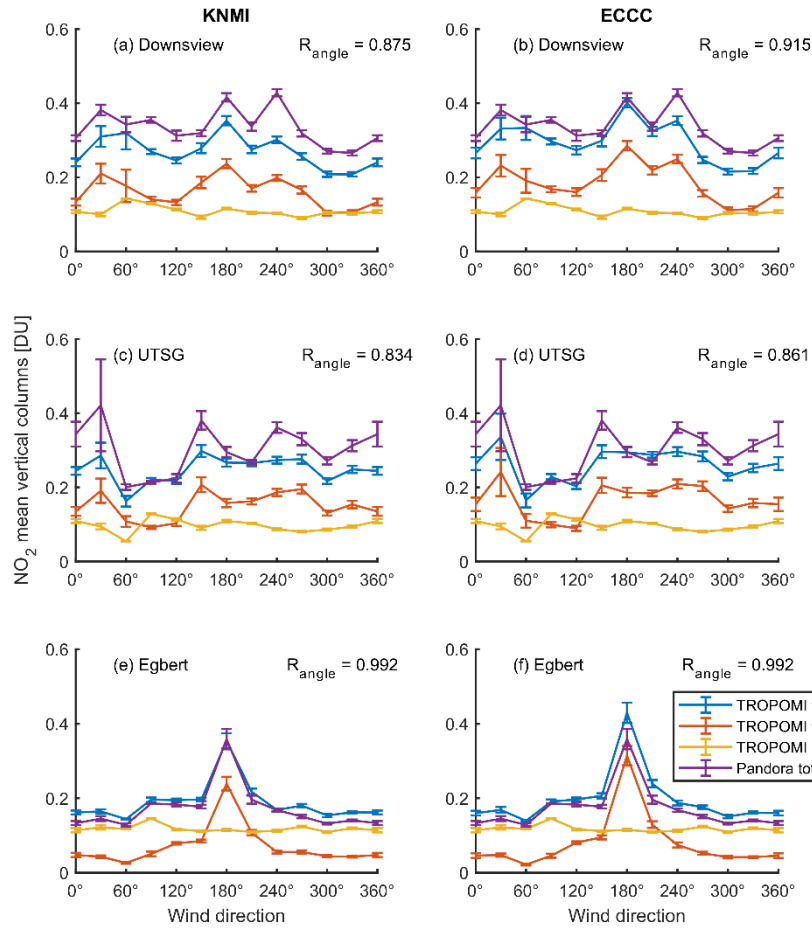 KNMI
ECCC
0.6
(a) Downsview
R angle = 0.875
0.4
0.2
0
0° 60° 120° 180° 240° 300° 360°
0.6
(b) Downsview
R angle = 0.915
0.4
0.2
0
0° 60° 120° 180° 240° 300° 360°
NO2 mean vertical columns [DU]
0.6
(c) UTSG
R angle = 0.834
0.4
0.2
0
0° 60° 120° 180° 240° 300° 360°
0.6
(d) UTSG
R angle = 0.861
0.4
0.2
0
0° 60° 120° 180° 240° 300° 360°
0.6
(e) Egbert
R angle = 0.992
0.4
0.2
0
0° 60° 120° 180° 240° 300° 360°
Wind direction
0.6
(f) Egbert
R angle = 0.992
0.4
0.2
0
0° 60° 120° 180° 240° 300° 360°
Wind direction
TROPOMI
TROPOMI
TROPOMI
Pandora